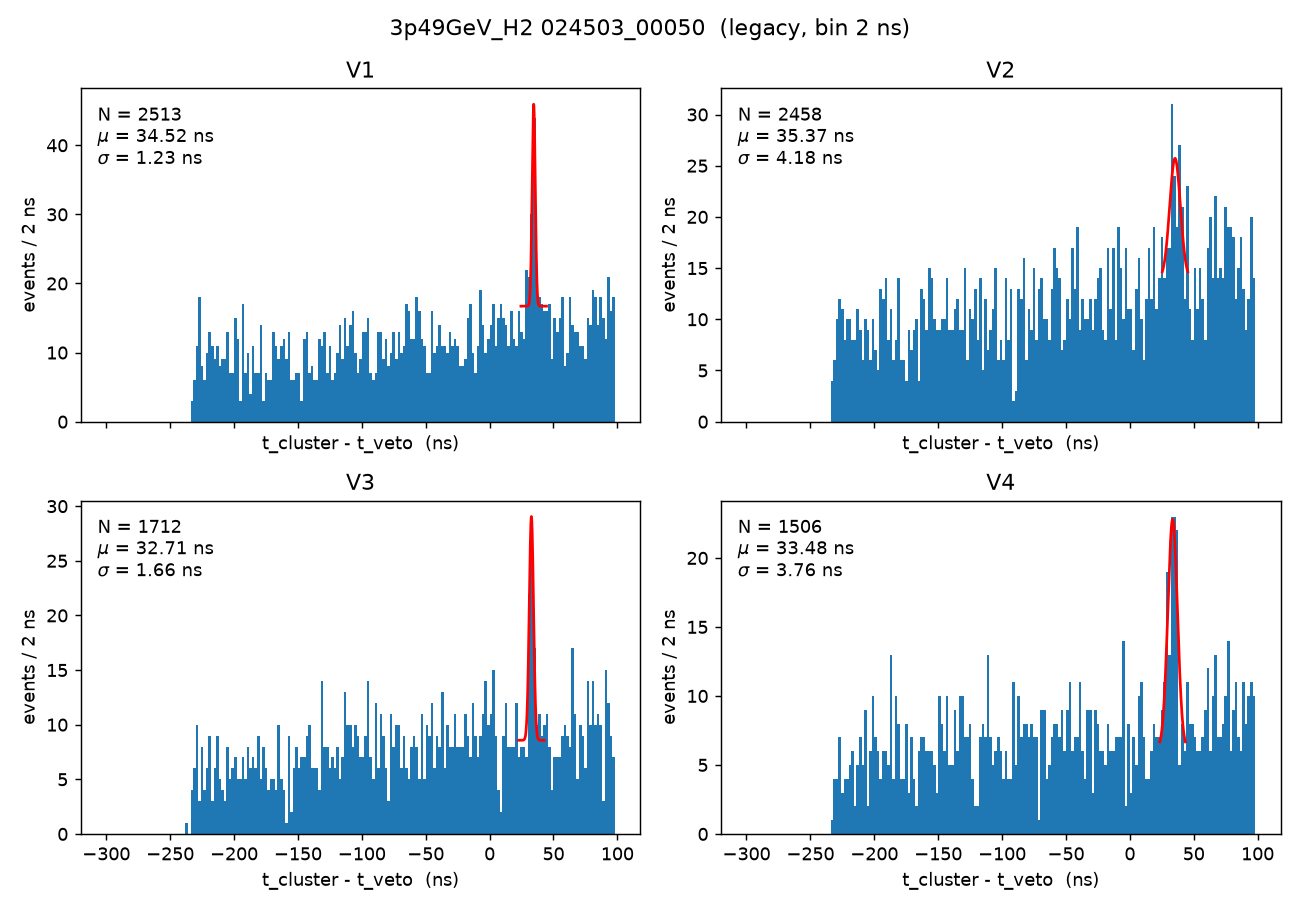 3p49GeV_H2 024503_00050  (legacy, bin 2 ns)
V1
N = 2513
μ = 34.52 ns
σ = 1.23 ns
events / 2 ns
40
30
20
10
0
t_cluster - t_veto  (ns)
V2
N = 2458
μ = 35.37 ns
σ = 4.18 ns
events / 2 ns
30
25
20
15
10
5
0
t_cluster - t_veto  (ns)
V3
N = 1712
μ = 32.71 ns
σ = 1.66 ns
events / 2 ns
30
25
20
15
10
5
0
−300 −250 −200 −150 −100 −50 0 50 100
t_cluster - t_veto  (ns)
V4
N = 1506
μ = 33.48 ns
σ = 3.76 ns
events / 2 ns
20
15
10
5
0
−300 −250 −200 −150 −100 −50 0 50 100
t_cluster - t_veto  (ns)